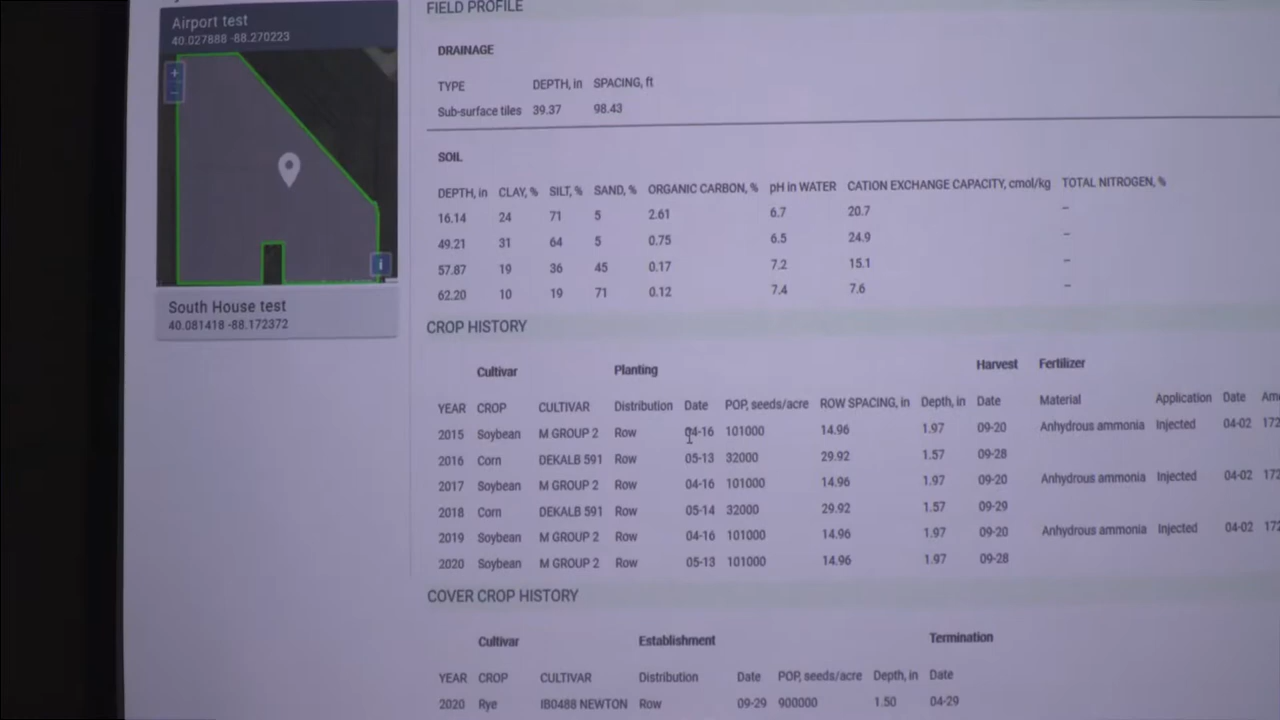 Airport test
40.027888 -88.270223
+
−
i
South House test
40.081418 -88.172372
FIELD PROFILE
DRAINAGE
TYPE DEPTH, in SPACING, ft
Sub-surface tiles 39.37 98.43
SOIL
DEPTH, in CLAY, % SILT, % SAND, % ORGANIC CARBON, % pH in WATER CATION EXCHANGE CAPACITY, cmol/kg TOTAL NITROGEN, %
16.14 24 71 5 2.61 6.7 20.7 –
49.21 31 64 5 0.75 6.5 24.9 –
57.87 19 36 45 0.17 7.2 15.1 –
62.20 10 19 71 0.12 7.4 7.6 –
CROP HISTORY
Cultivar Planting Harvest Fertilizer
YEAR CROP CULTIVAR Distribution Date POP, seeds/acre ROW SPACING, in Depth, in Date Material Application Date Am
2015 Soybean M GROUP 2 Row 04-16 101000 14.96 1.97 09-20 Anhydrous ammonia Injected 04-02 172
2016 Corn DEKALB 591 Row 05-13 32000 29.92 1.57 09-28
2017 Soybean M GROUP 2 Row 04-16 101000 14.96 1.97 09-20 Anhydrous ammonia Injected 04-02 172
2018 Corn DEKALB 591 Row 05-14 32000 29.92 1.57 09-29
2019 Soybean M GROUP 2 Row 04-16 101000 14.96 1.97 09-20 Anhydrous ammonia Injected 04-02 172
2020 Soybean M GROUP 2 Row 05-13 101000 14.96 1.97 09-28
COVER CROP HISTORY
Cultivar Establishment Termination
YEAR CROP CULTIVAR Distribution Date POP, seeds/acre Depth, in Date
2020 Rye IB0488 NEWTON Row 09-29 900000 1.50 04-29